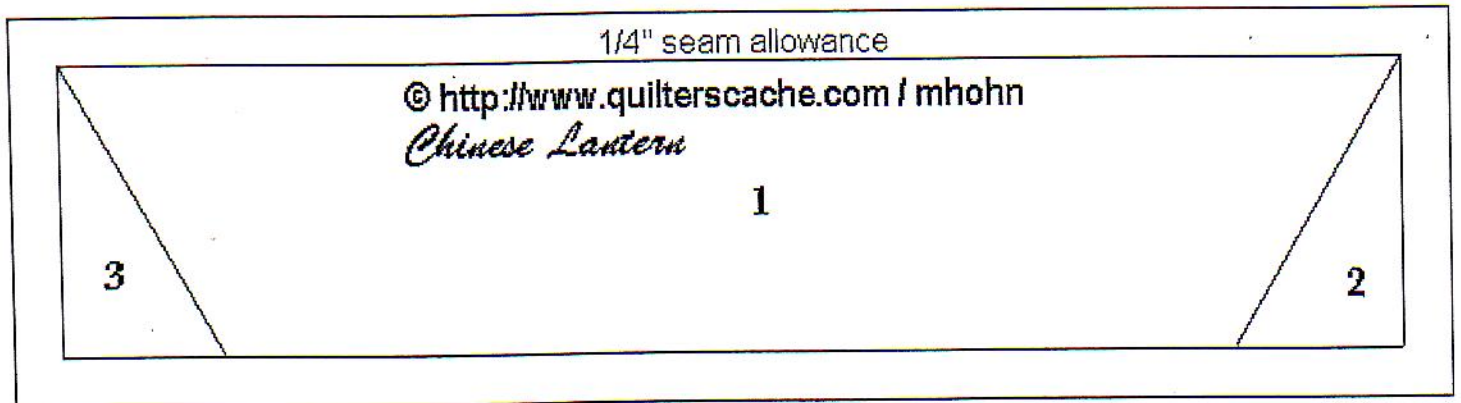 1/4" seam allowance
© http://www.quilterscache.com / mhohn
Chinese Lantern
1
3
2